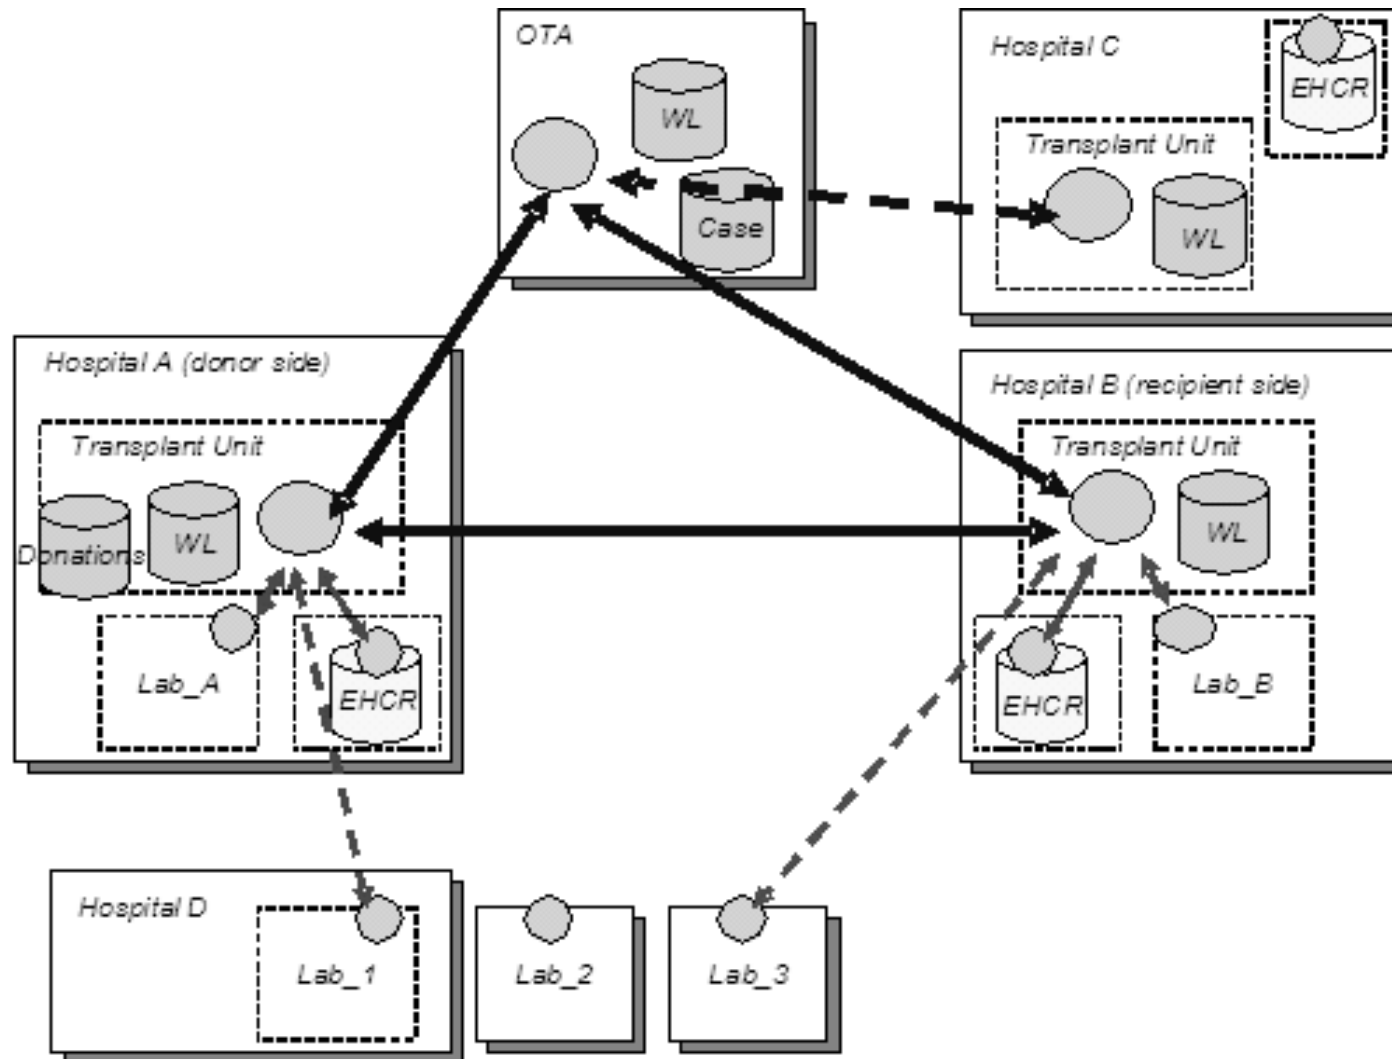 OTA
WL
Case
Hospital C
EHCR
Transplant Unit
WL
Hospital A (donor side)
Transplant Unit
Donations
WL
Lab_A
EHCR
Hospital B (recipient side)
Transplant Unit
WL
EHCR
Lab_B
Hospital D
Lab_1
Lab_2
Lab_3